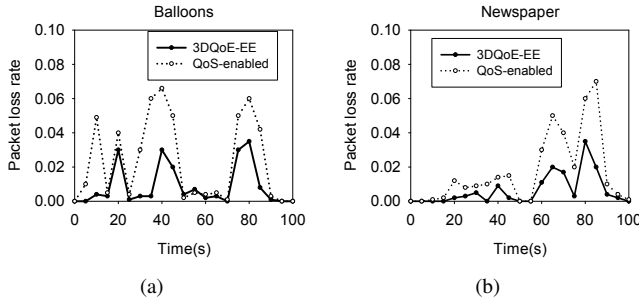 Balloons
Packet loss rate
0.10
0.08
0.06
0.04
0.02
0.00
3DQoE-EE
QoS-enabled
0 20 40 60 80 100
Time(s)
(a)
Newspaper
Packet loss rate
0.10
0.08
0.06
0.04
0.02
0.00
3DQoE-EE
QoS-enabled
0 20 40 60 80 100
Time(s)
(b)